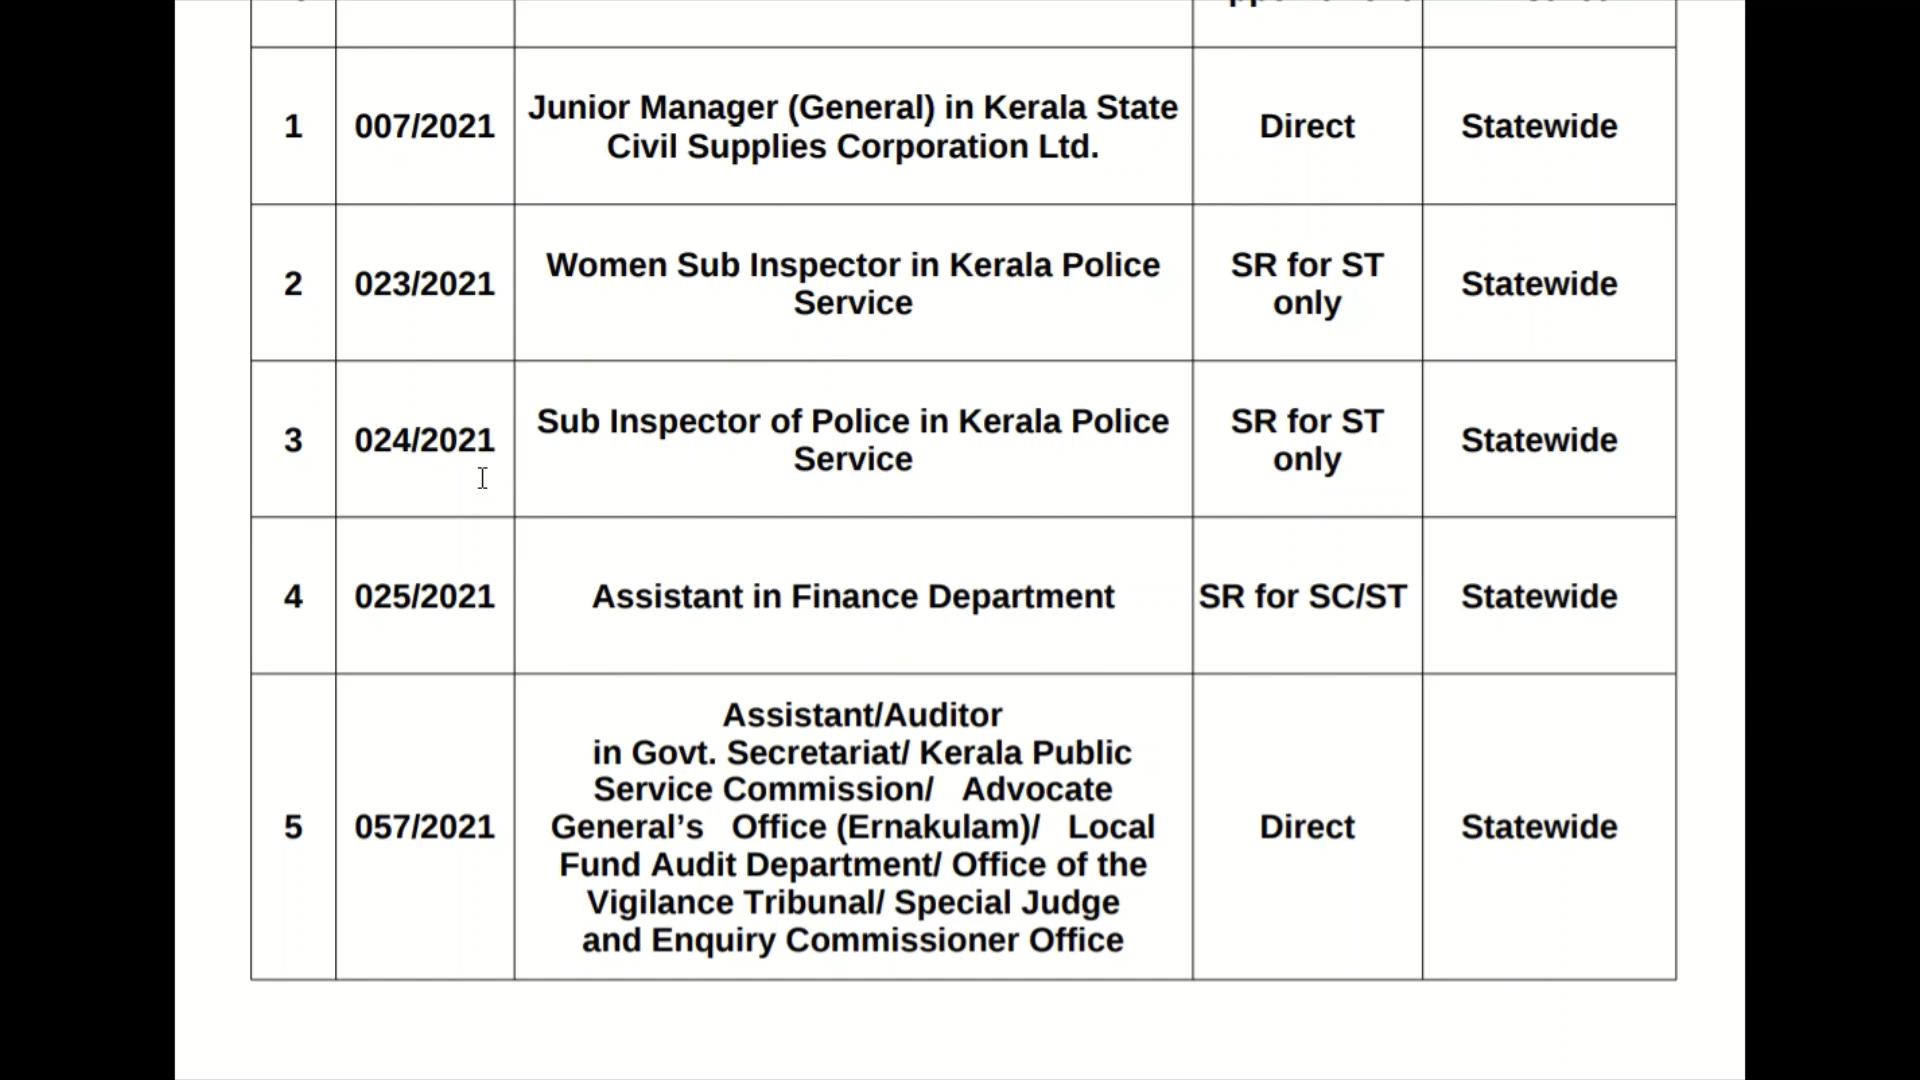 1 007/2021 Junior Manager (General) in Kerala State Civil Supplies Corporation Ltd. Direct Statewide
2 023/2021 Women Sub Inspector in Kerala Police Service SR for ST only Statewide
3 024/2021 Sub Inspector of Police in Kerala Police Service SR for ST only Statewide
4 025/2021 Assistant in Finance Department SR for SC/ST Statewide
5 057/2021 Assistant/Auditor
in Govt. Secretariat/ Kerala Public
Service Commission/ Advocate
General’s Office (Ernakulam)/ Local
Fund Audit Department/ Office of the
Vigilance Tribunal/ Special Judge
and Enquiry Commissioner Office
Direct Statewide